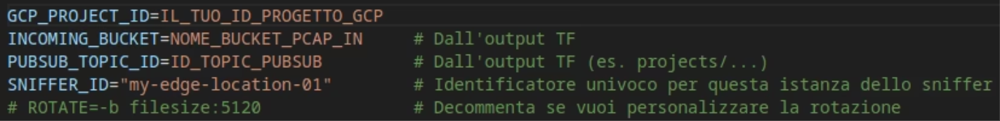 GCP_PROJECT_ID=IL_TUO_ID_PROGETTO_GCP
INCOMING_BUCKET=NOME_BUCKET_PCAP_IN     # Dall'output TF
PUBSUB_TOPIC_ID=ID_TOPIC_PUBSUB         # Dall'output TF (es. projects/...)
SNIFFER_ID="my-edge-location-01"        # Identificatore univoco per questa istanza dello sniffer
# ROTATE=-b filesize:5120               # Decommenta se vuoi personalizzare la rotazione